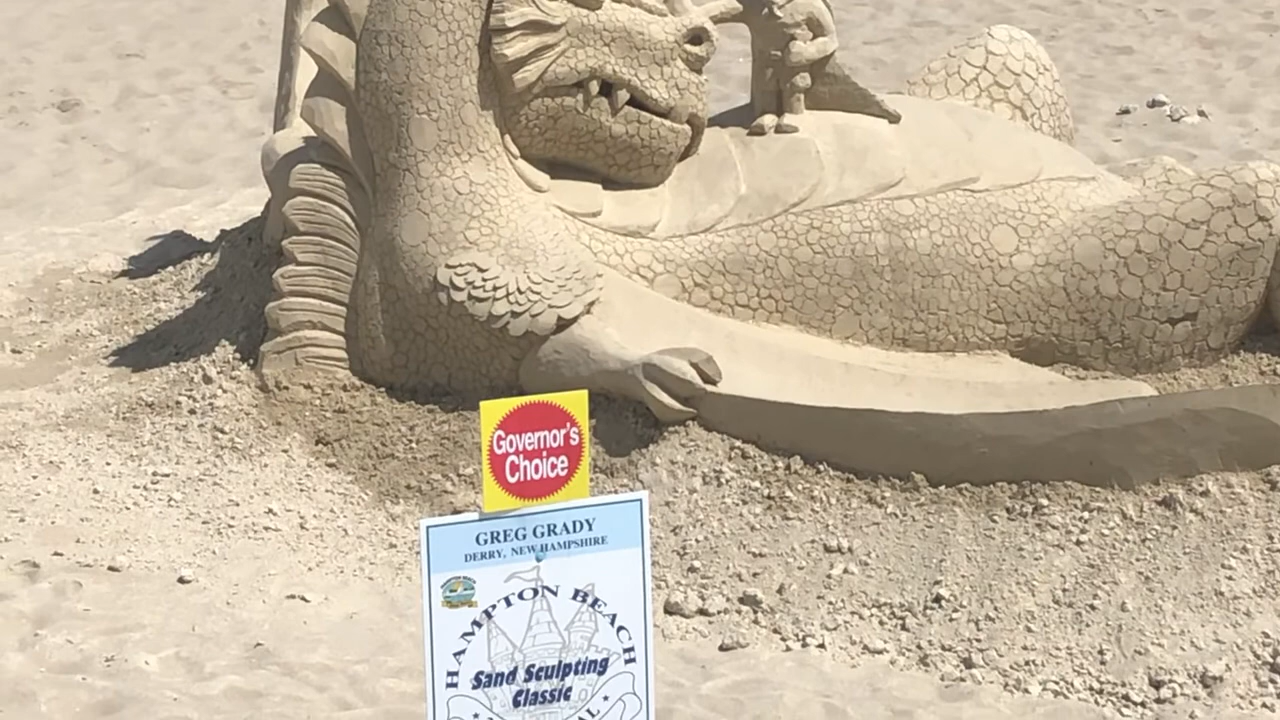 Governor's
Choice
GREG GRADY
DERRY, NEW HAMPSHIRE
HAMPTON BEACH
Sand Sculpting
Classic